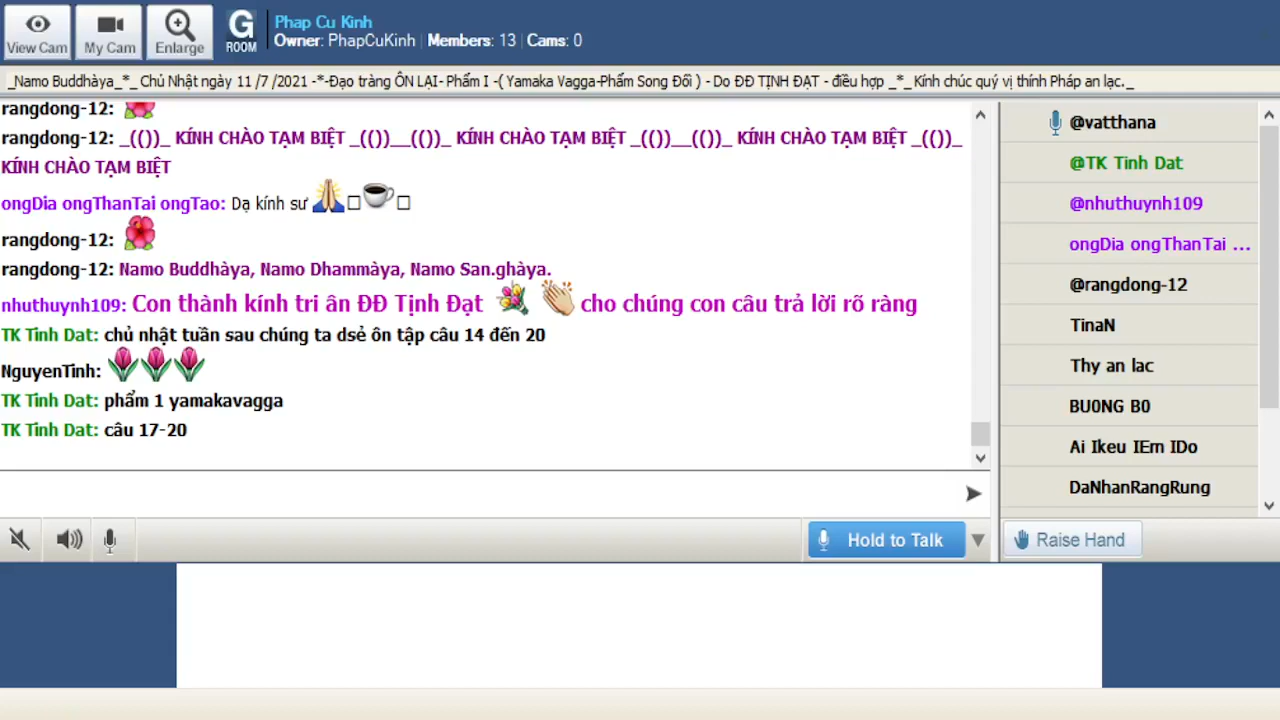 View Cam
My Cam
Enlarge
G
ROOM
Phap Cu Kinh
Owner: PhapCuKinh Members: 13 Cams: 0
_Namo Buddhàya_*_ Chủ Nhật ngày 11 /7 /2021 -*-Đạo tràng ÔN LẠI- Phẩm I -( Yamaka Vagga-Phẩm Song Đối ) - Do ĐĐ TỊNH ĐẠT - điều hợp _*_ Kính chúc quý vị thính Pháp an lạc._
rangdong-12:
rangdong-12: _(())_ KÍNH CHÀO TẠM BIỆT _(())__(())_ KÍNH CHÀO TẠM BIỆT _(())__(())_ KÍNH CHÀO TẠM BIỆT _(())_
KÍNH CHÀO TẠM BIỆT
ongDia ongThanTai ongTao: Dạ kính sư
rangdong-12:
rangdong-12: Namo Buddhàya, Namo Dhammàya, Namo San.ghàya.
nhuthuynh109: Con thành kính tri ân ĐĐ Tịnh Đạt cho chúng con câu trả lời rõ ràng
TK Tinh Dat: chủ nhật tuần sau chúng ta dsẻ ôn tập câu 14 đến 20
NguyenTinh:
TK Tinh Dat: phẩm 1 yamakavagga
TK Tinh Dat: câu 17-20
Hold to Talk
@vatthana
@TK Tinh Dat
@nhuthuynh109
ongDia ongThanTai ...
@rangdong-12
TinaN
Thy an lac
BU0NG B0
Ai Ikeu IEm IDo
DaNhanRangRung
Raise Hand